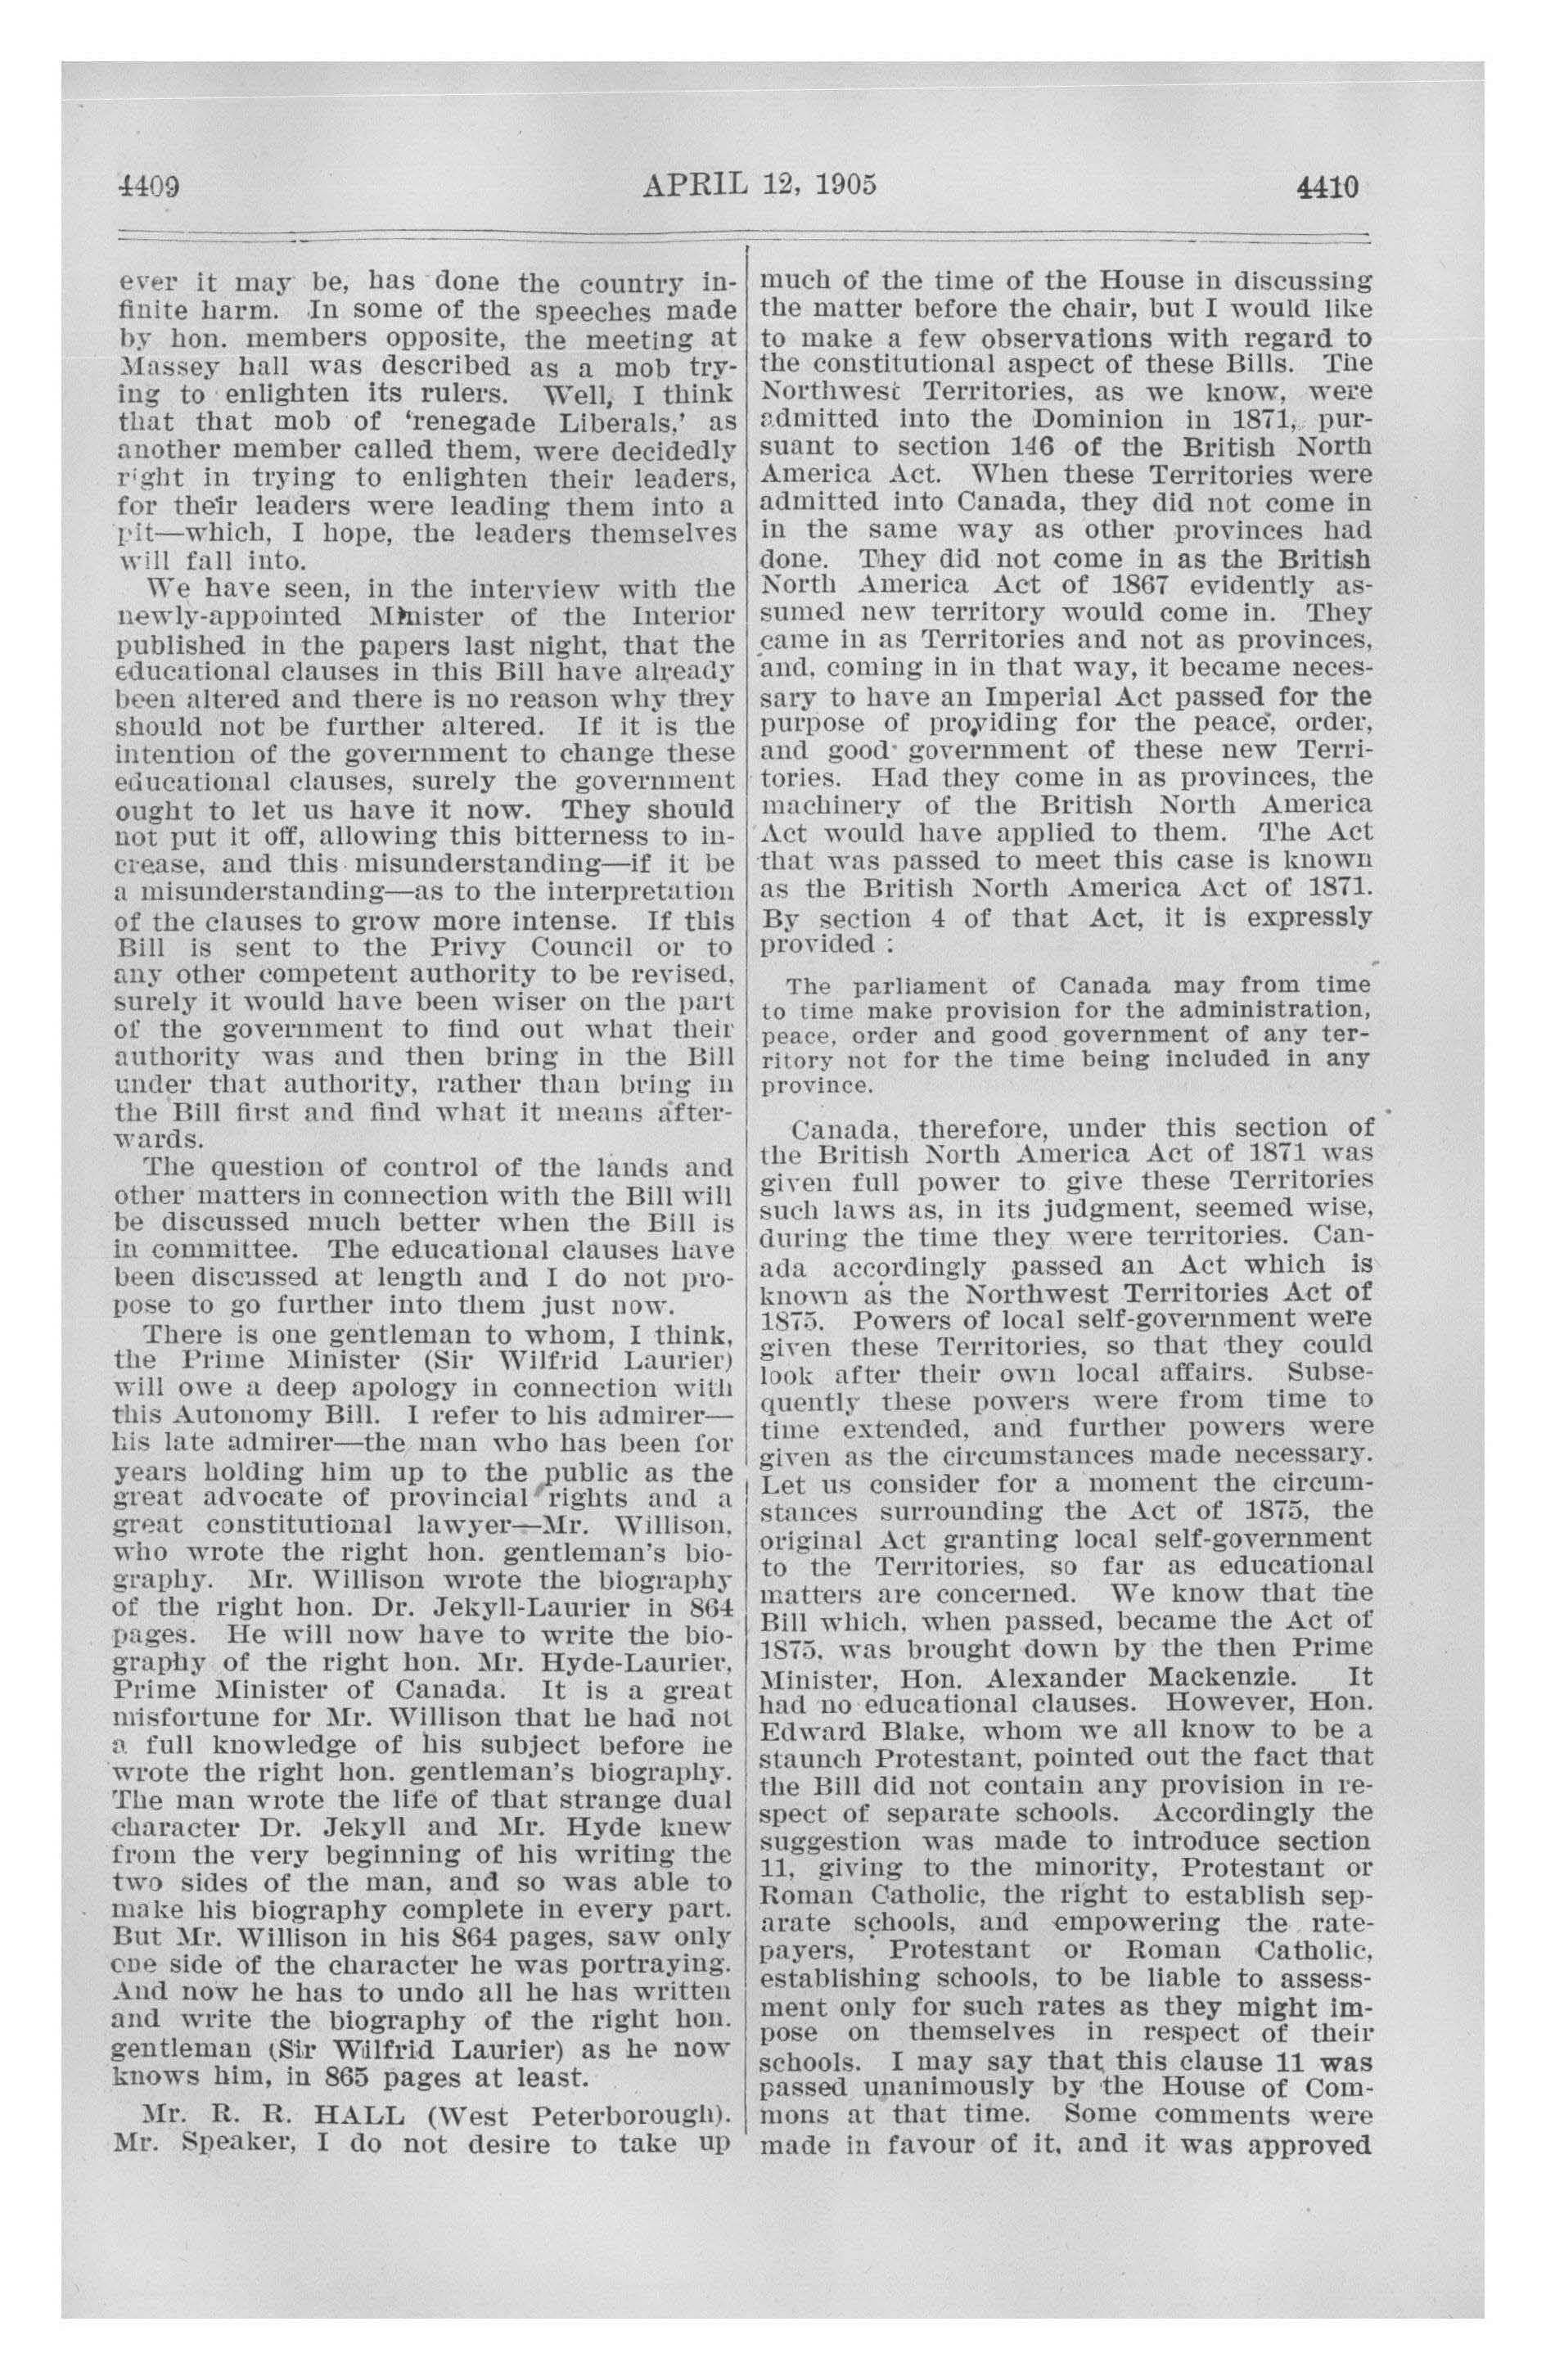 4409
APRIL 12, 1905
4410
ever it may be, has done the country in-
finite harm. In some of the speeches made
by hon. members opposite, the meeting at
Massey hall was described as a mob try-
ing to enlighten its rulers. Well, I think
that that mob of 'renegade Liberals,' as
another member called them, were decidedly
right in trying to enlighten their leaders,
for their leaders were leading them into a
pit—which, I hope, the leaders themselves
will fall into.
We have seen, in the interview with the
newly-appointed Minister of the Interior
published in the papers last night, that the
educational clauses in this Bill have already
been altered and there is no reason why they
should not be further altered. If it is the
intention of the government to change these
educational clauses, surely the government
ought to let us have it now. They should
not put it off, allowing this bitterness to in-
crease, and this misunderstanding—if it be
a misunderstanding—as to the interpretation
of the clauses to grow more intense. If this
Bill is sent to the Privy Council or to
any other competent authority to be revised,
surely it would have been wiser on the part
of the government to find out what their
authority was and then bring in the Bill
under that authority, rather than bring in
the Bill first and find what it means after-
wards.
The question of control of the lands and
other matters in connection with the Bill will
be discussed much better when the Bill is
in committee. The educational clauses have
been discussed at length and I do not pro-
pose to go further into them just now.
There is one gentleman to whom, I think,
the Prime Minister (Sir Wilfrid Laurier)
will owe a deep apology in connection with
this Autonomy Bill. I refer to his admirer—
his late admirer—the man who has been for
years holding him up to the public as the
great advocate of provincial rights and a
great constitutional lawyer—Mr. Willison,
who wrote the right hon. gentleman's bio-
graphy. Mr. Willison wrote the biography
of the right hon. Dr. Jekyll-Laurier in 864
pages. He will now have to write the bio-
graphy of the right hon. Mr. Hyde-Laurier,
Prime Minister of Canada. It is a great
misfortune for Mr. Willison that he had not
a full knowledge of his subject before he
wrote the right hon. gentleman's biography.
The man wrote the life of that strange dual
character Dr. Jekyll and Mr. Hyde knew
from the very beginning of his writing the
two sides of the man, and so was able to
make his biography complete in every part.
But Mr. Willison in his 864 pages, saw only
one side of the character he was portraying.
And now he has to undo all he has written
and write the biography of the right hon.
gentleman (Sir Wilfrid Laurier) as he now
knows him, in 865 pages at least.
Mr. R. R. HALL (West Peterborough).
Mr. Speaker, I do not desire to take up
much of the time of the House in discussing
the matter before the chair, but I would like
to make a few observations with regard to
the constitutional aspect of these Bills. The
Northwest Territories, as we know, were
admitted into the Dominion in 1871, pur-
suant to section 146 of the British North
America Act. When these Territories were
admitted into Canada, they did not come in
in the same way as other provinces had
done. They did not come in as the British
North America Act of 1867 evidently as-
sumed new territory would come in. They
came in as Territories and not as provinces,
and, coming in in that way, it became neces-
sary to have an Imperial Act passed for the
purpose of providing for the peace, order,
and good government of these new Terri-
tories. Had they come in as provinces, the
machinery of the British North America
Act would have applied to them. The Act
that was passed to meet this case is known
as the British North America Act of 1871.
By section 4 of that Act, it is expressly
provided :
The parliament of Canada may from time
to time make provision for the administration,
peace, order and good government of any ter-
ritory not for the time being included in any
province.
Canada, therefore, under this section of
the British North America Act of 1871 was
given full power to give these Territories
such laws as, in its judgment, seemed wise,
during the time they were territories. Can-
ada accordingly passed an Act which is
known as the Northwest Territories Act of
1875. Powers of local self-government were
given these Territories, so that they could
look after their own local affairs. Subse-
quently these powers were from time to
time extended, and further powers were
given as the circumstances made necessary.
Let us consider for a moment the circum-
stances surrounding the Act of 1875, the
original Act granting local self-government
to the Territories, so far as educational
matters are concerned. We know that the
Bill which, when passed, became the Act of
1875, was brought down by the then Prime
Minister, Hon. Alexander Mackenzie. It
had no educational clauses. However, Hon.
Edward Blake, whom we all know to be a
staunch Protestant, pointed out the fact that
the Bill did not contain any provision in re-
spect of separate schools. Accordingly the
suggestion was made to introduce section
11, giving to the minority, Protestant or
Roman Catholic, the right to establish sep-
arate schools, and empowering the rate-
payers, Protestant or Roman Catholic,
establishing schools, to be liable to assess-
ment only for such rates as they might im-
pose on themselves in respect of their
schools. I may say that this clause 11 was
passed unanimously by the House of Com-
mons at that time. Some comments were
made in favour of it, and it was approved